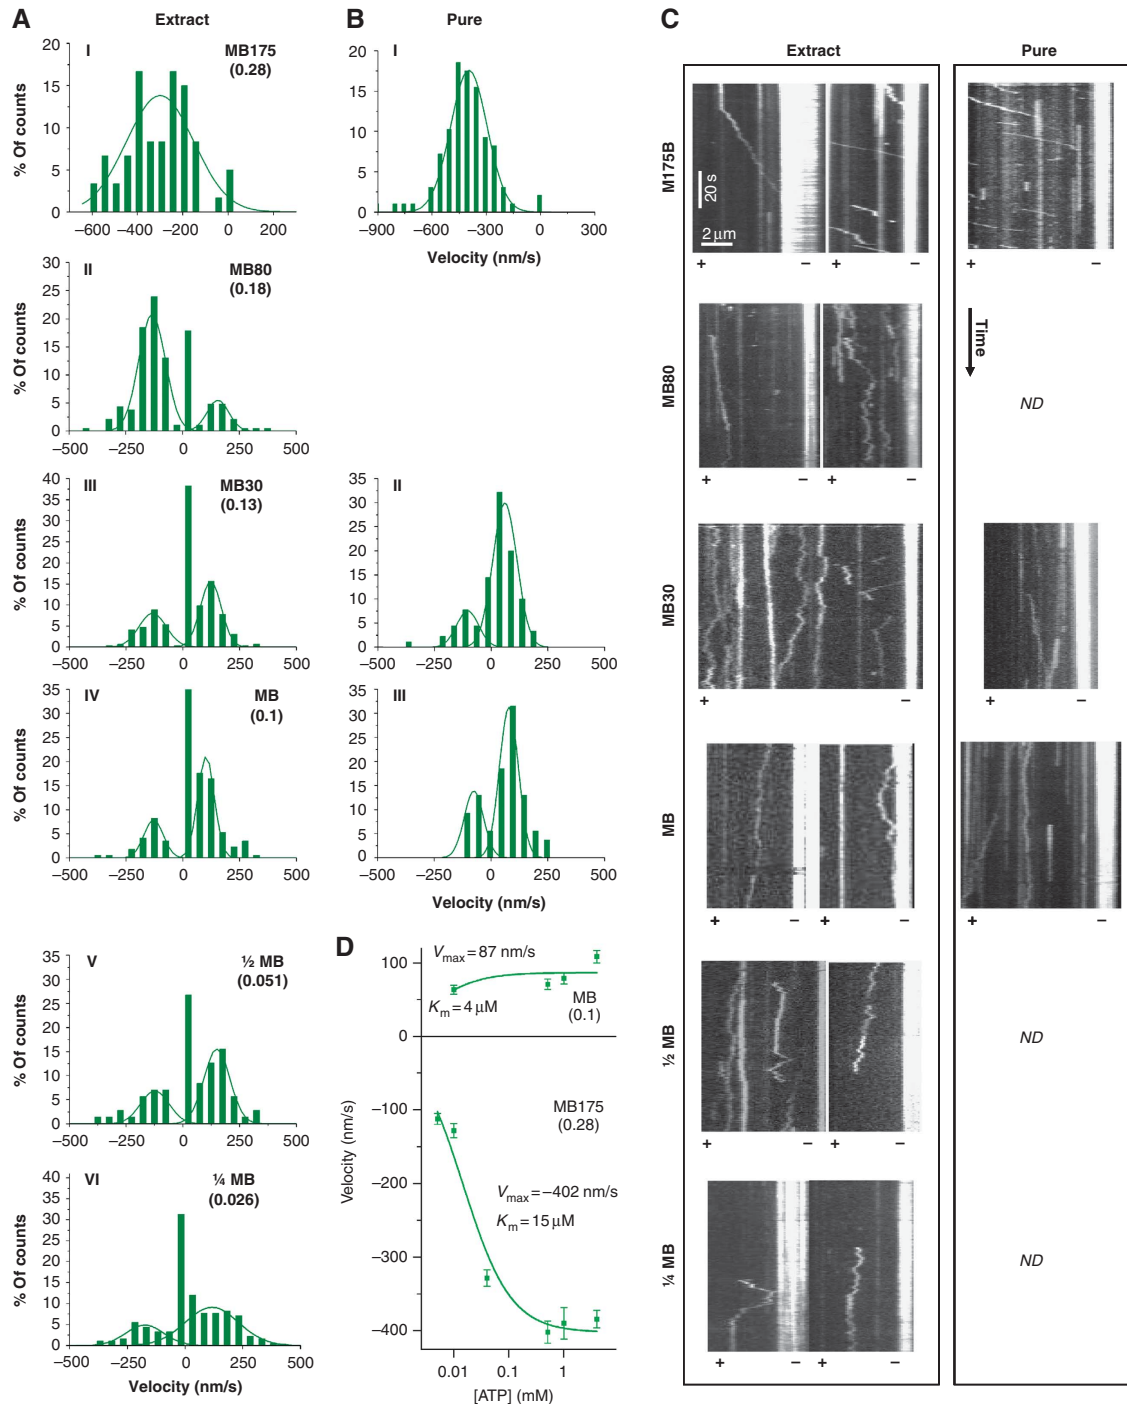 A
Extract
B
Pure
C
I
MB175
(0.28)
% Of counts
20
15
10
5
0
−600
−400
−200
0
200
I
20
15
10
5
0
−900
−600
−300
0
300
Velocity (nm/s)
II
MB80
(0.18)
% Of counts
30
25
20
15
10
5
0
−500
−250
0
250
500
III
MB30
(0.13)
% Of counts
40
35
30
25
20
15
10
5
0
−500
−250
0
250
500
II
35
30
25
20
15
10
5
0
−500
−250
0
250
500
IV
MB
(0.1)
% Of counts
35
30
25
20
15
10
5
0
−500
−250
0
250
500
III
35
30
25
20
15
10
5
0
−500
−250
0
250
500
Velocity (nm/s)
V
½ MB
(0.051)
% Of counts
35
30
25
20
15
10
5
0
−500
−250
0
250
500
VI
¼ MB
(0.026)
% Of counts
40
35
30
25
20
15
10
5
0
−500
−250
0
250
500
Velocity (nm/s)
D
Vmax = 87 nm/s
Km = 4 µM
MB
(0.1)
MB175
(0.28)
Vmax = −402 nm/s
Km = 15 µM
Velocity (nm/s)
100
0
−100
−200
−300
−400
0.01
0.1
1
[ATP] (mM)
Extract
Pure
M175B
20 s
2 µm
+ − + −
+ −
MB80
+ − + −
Time
ND
MB30
+ −
+ −
MB
+ − + −
+ −
½ MB
+ − + −
ND
¼ MB
+ − + −
ND